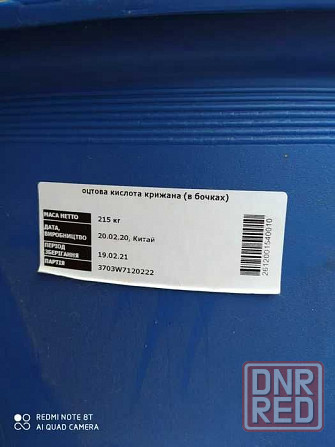 оцтова кислота крижана (в бочках)
МАСА НЕТТО 215 кг
ДАТА, ВИРОБНИЦТВО 20.02.20, Китай
ПЕРІОД ЗБЕРІГАННЯ 19.02.21
ПАРТІЯ 3703W7120222
2612001540010
REDMI NOTE 8T
AI QUAD CAMERA
DNR
RED